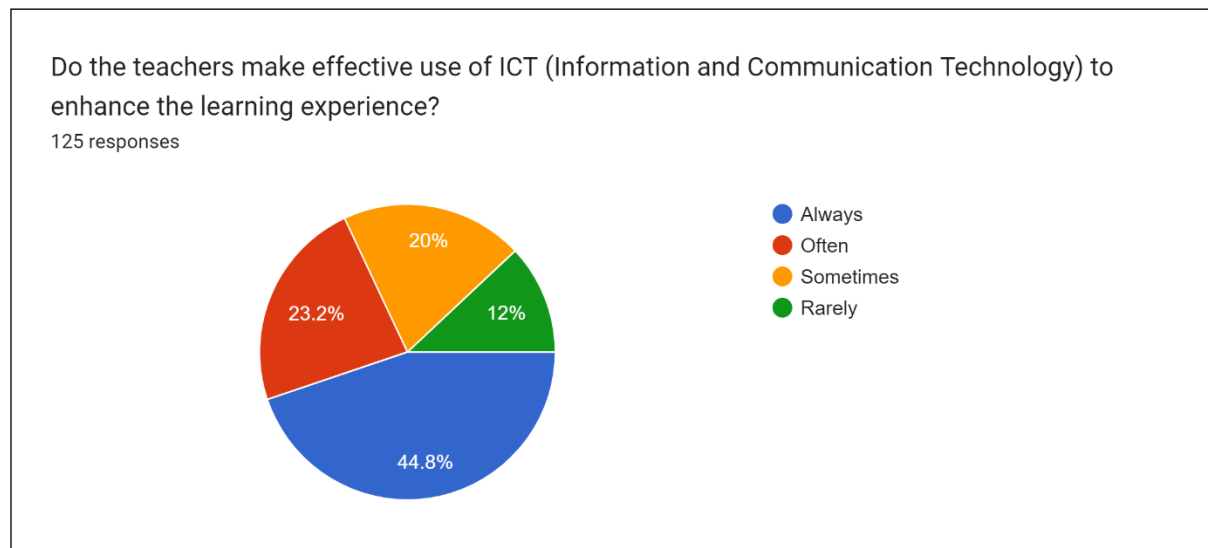 Do the teachers make effective use of ICT (Information and Communication Technology) to
enhance the learning experience?
125 responses
20%
23.2%
12%
44.8%
Always
Often
Sometimes
Rarely